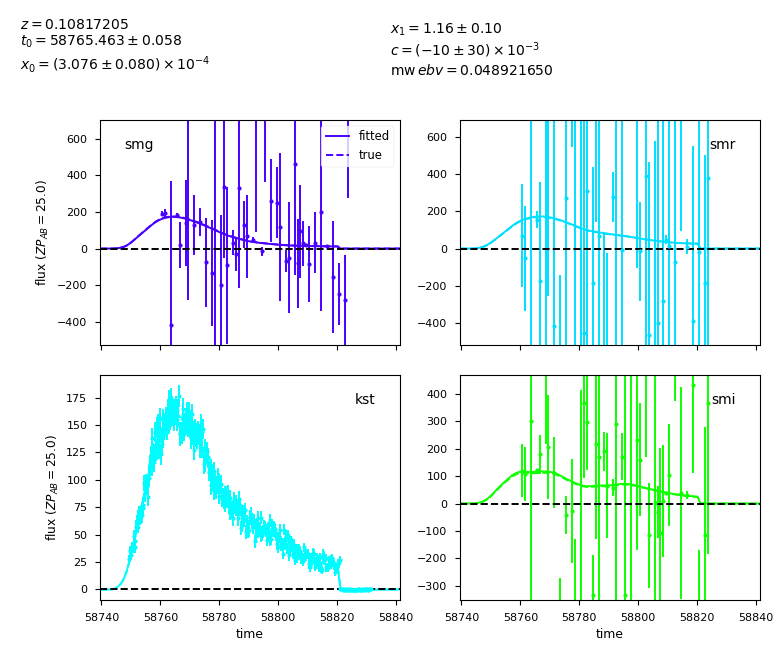 z = 0.10817205
t₀ = 58765.463 ± 0.058
x₀ = (3.076 ± 0.080) × 10⁻⁴
x₁ = 1.16 ± 0.10
c = (−10 ± 30) × 10⁻³
mw ebv = 0.048921650
smg
fitted
true
600
400
200
0
−200
−400
flux (ZP_AB = 25.0)
smr
600
400
200
0
−200
−400
kst
175
150
125
100
75
50
25
0
flux (ZP_AB = 25.0)
58740 58760 58780 58800 58820 58840
time
smi
400
300
200
100
0
−100
−200
−300
58740 58760 58780 58800 58820 58840
time